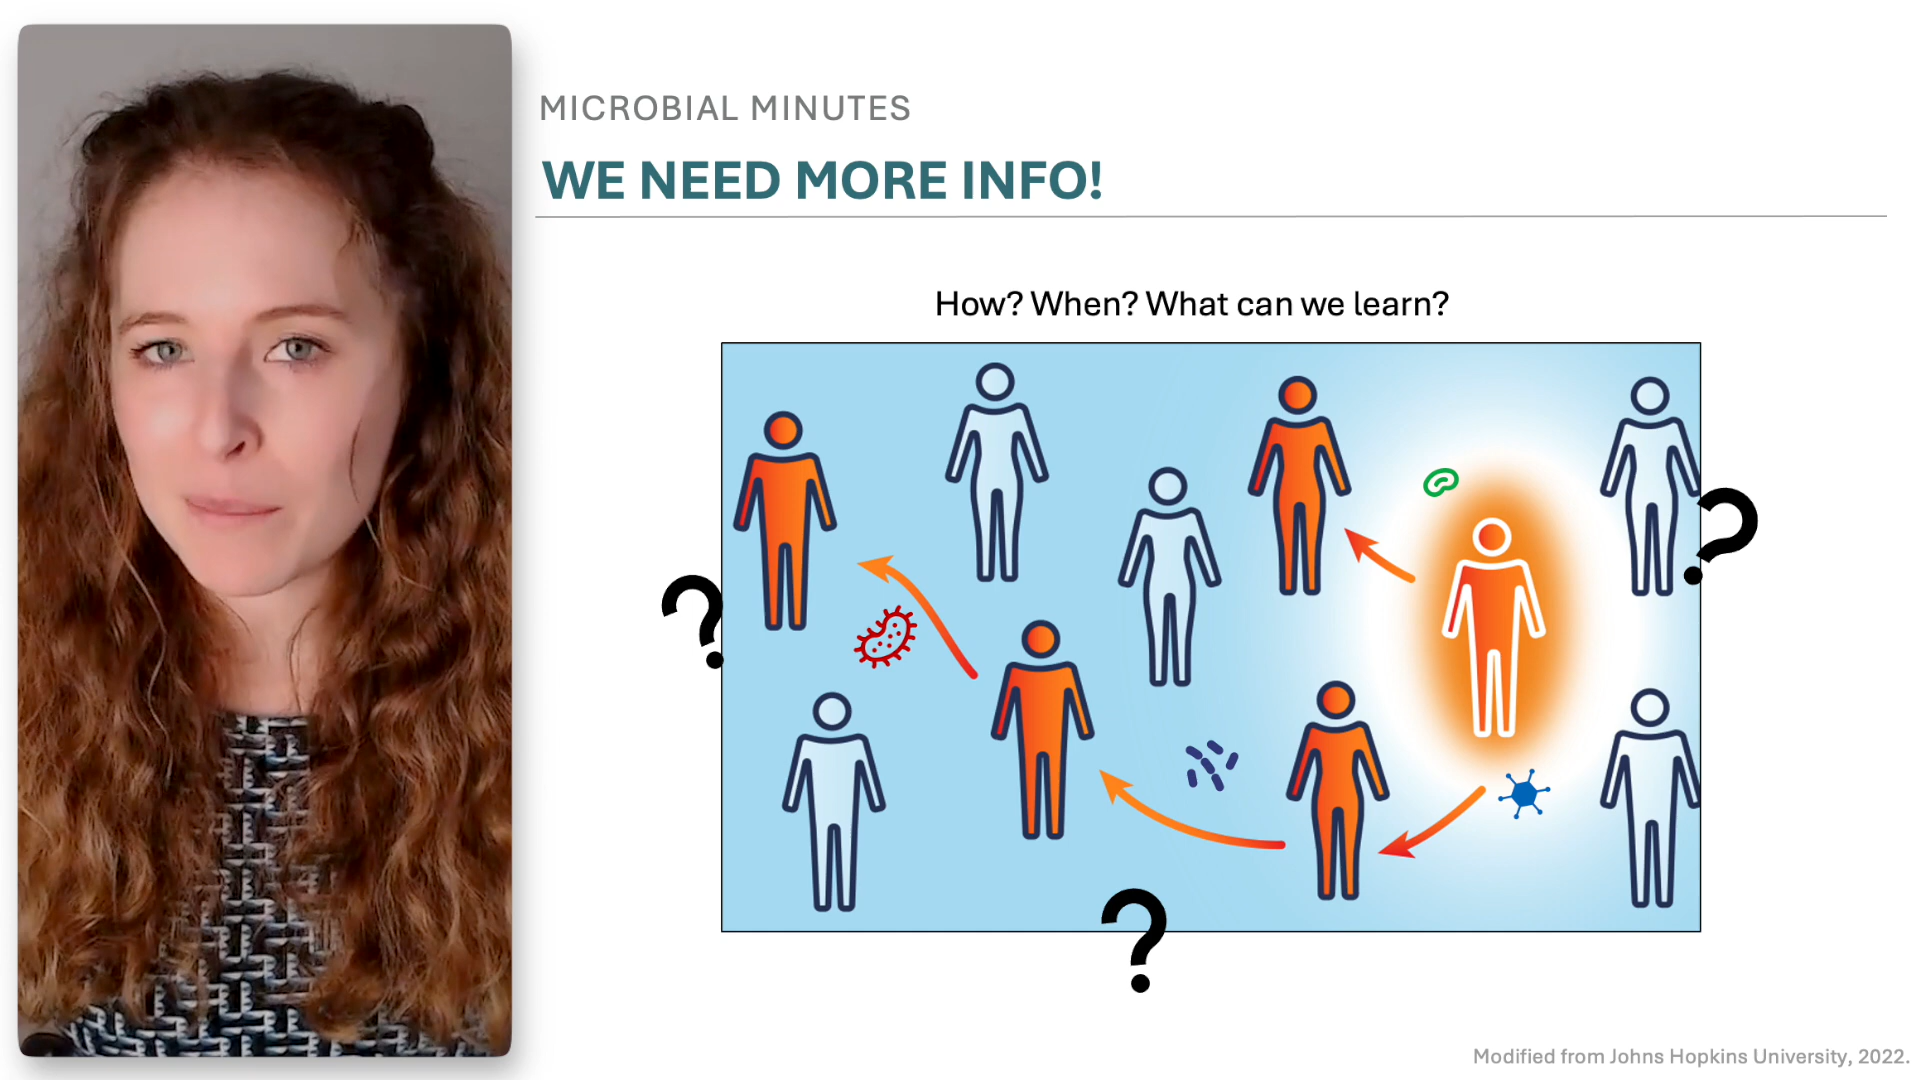 MICROBIAL MINUTES
WE NEED MORE INFO!
How? When? What can we learn?
?
?
?
Modified from Johns Hopkins University, 2022.